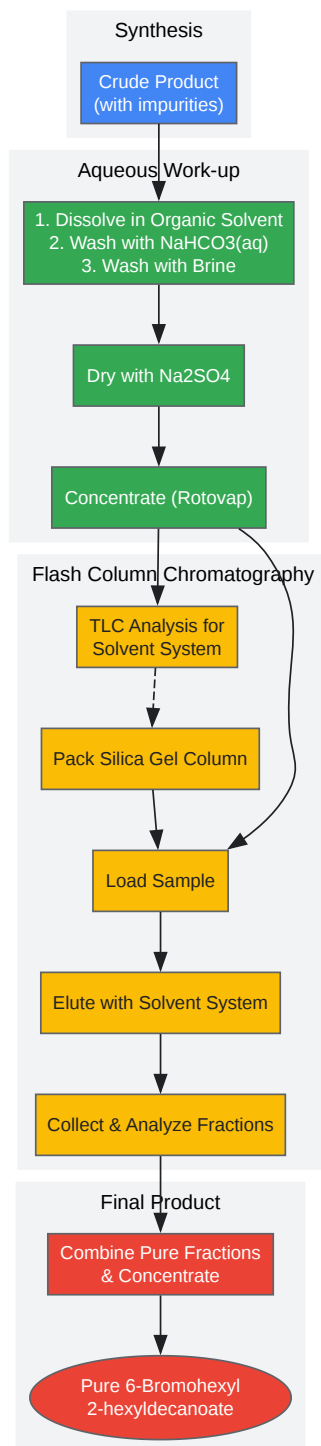 Synthesis
Crude Product
(with impurities)
Aqueous Work-up
1. Dissolve in Organic Solvent
2. Wash with NaHCO3(aq)
3. Wash with Brine
Dry with Na2SO4
Concentrate (Rotovap)
Flash Column Chromatography
TLC Analysis for
Solvent System
Pack Silica Gel Column
Load Sample
Elute with Solvent System
Collect & Analyze Fractions
Final Product
Combine Pure Fractions
& Concentrate
Pure 6-Bromohexyl
2-hexyldecanoate